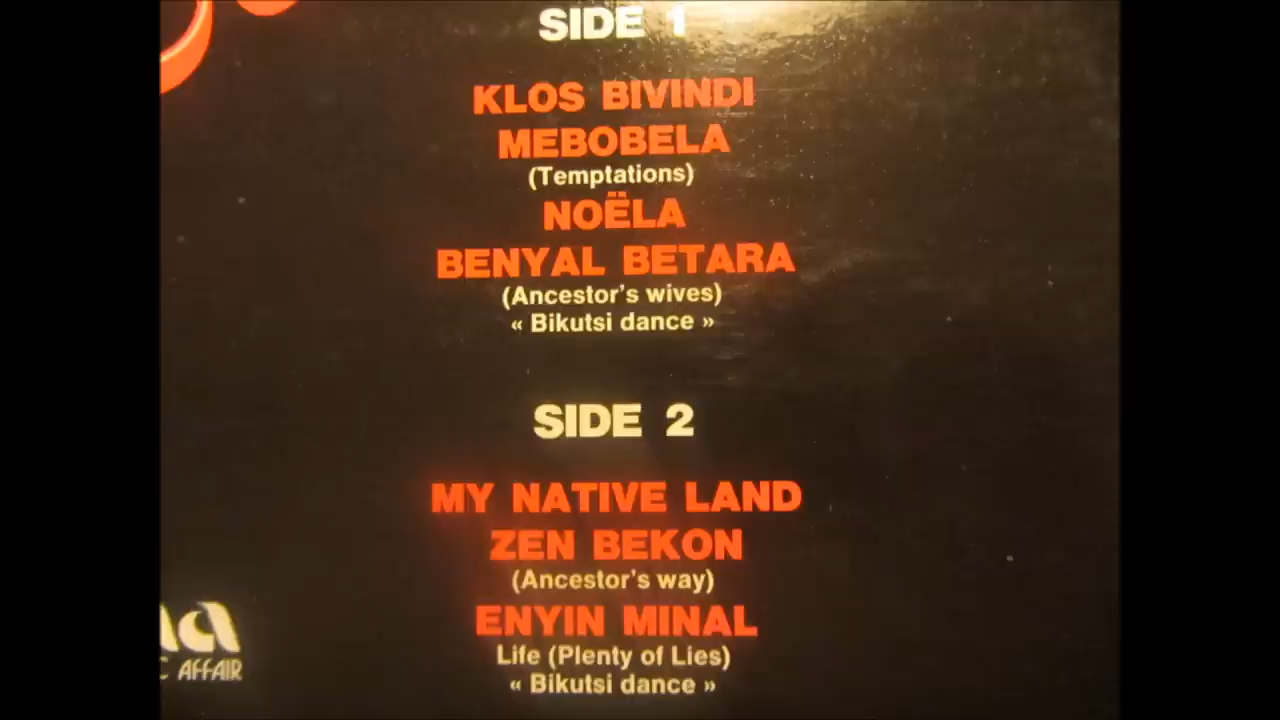 SIDE 1
KLOS BIVINDI
MEBOBELA
(Temptations)
NOËLA
BENYAL BETARA
(Ancestor's wives)
« Bikutsi dance »
SIDE 2
MY NATIVE LAND
ZEN BEKON
(Ancestor's way)
ENYIN MINAL
Life (Plenty of Lies)
« Bikutsi dance »
AFFAIR